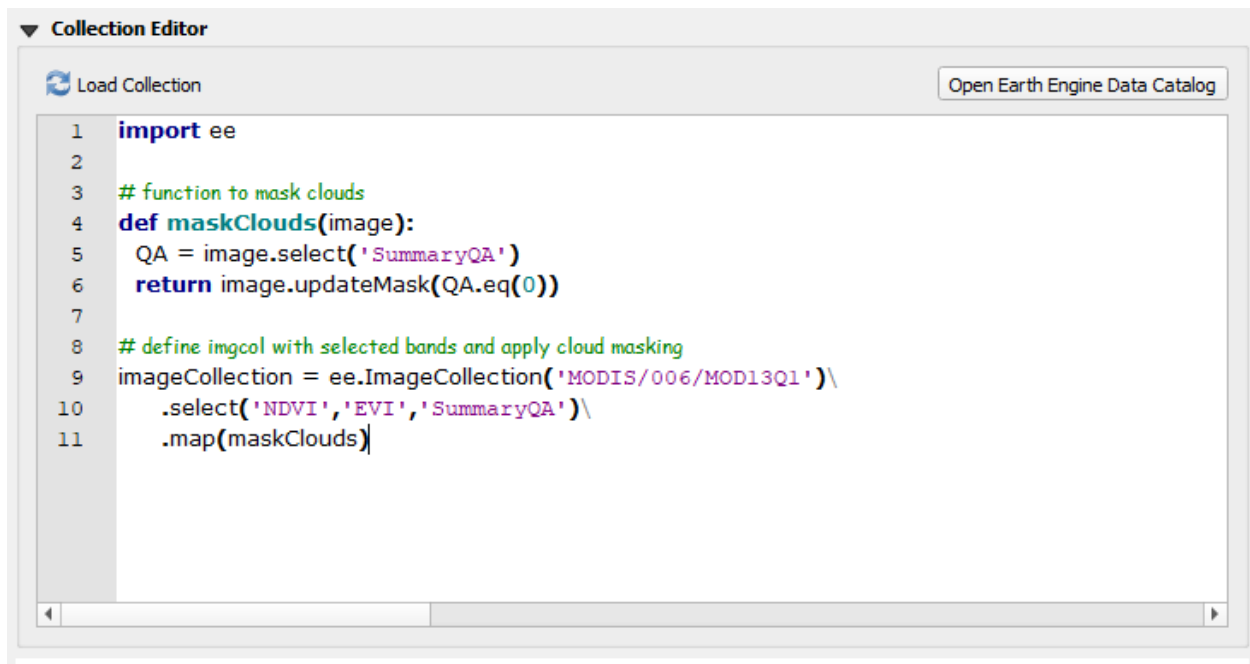 Collection Editor
Load Collection
Open Earth Engine Data Catalog
1 import ee
2
3 # function to mask clouds
4 def maskClouds(image):
5   QA = image.select('SummaryQA')
6   return image.updateMask(QA.eq(0))
7
8 # define imgcol with selected bands and apply cloud masking
9 imageCollection = ee.ImageCollection('MODIS/006/MOD13Q1')\
10     .select('NDVI','EVI','SummaryQA')\
11     .map(maskClouds)